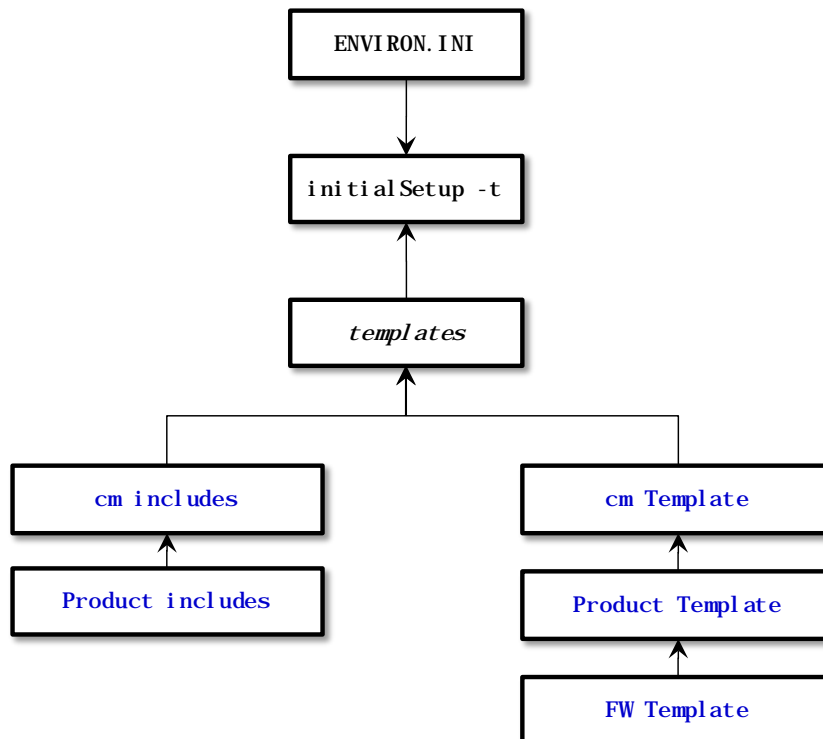 ENVIRON.INI
initialSetup -t
templates
cm includes
cm Template
Product includes
Product Template
FW Template